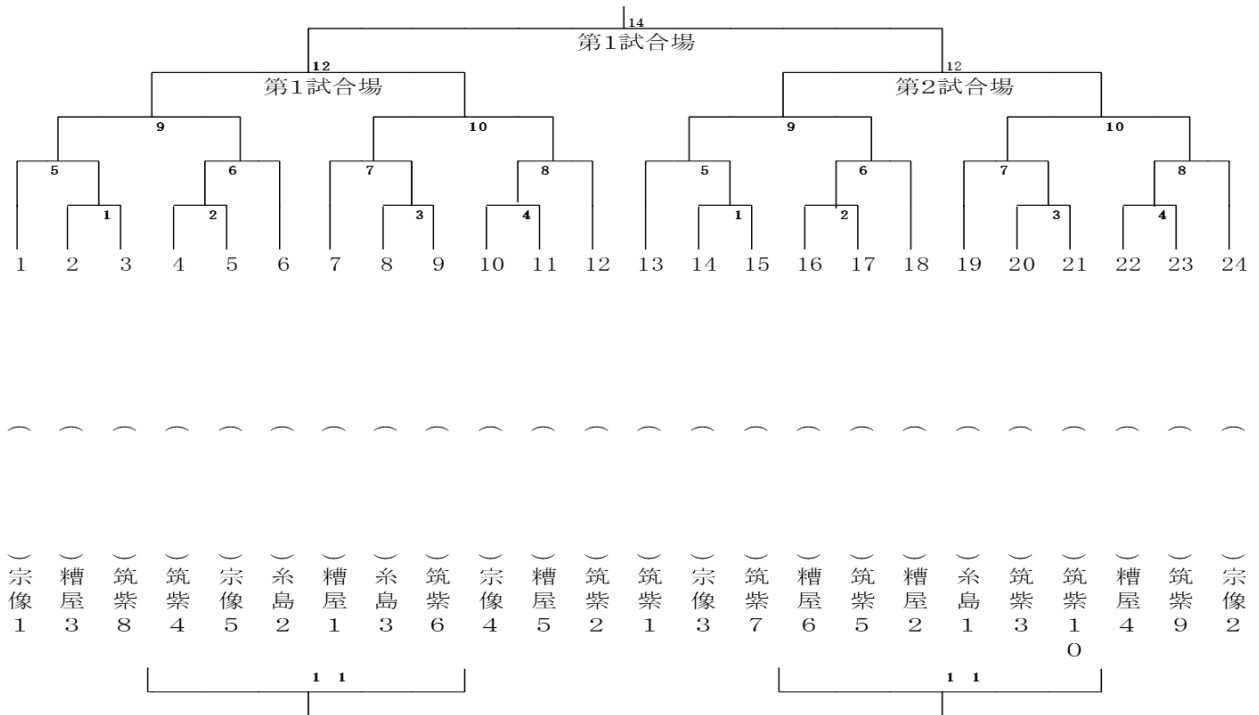 14
第1試合場
12 12
第1試合場 第2試合場
9 10 9 10
5 6 7 8 5 6 7 8
1 2 3 4 1 2 3 4
1 2 3 4 5 6 7 8 9 10 11 12 13 14 15 16 17 18 19 20 21 22 23 24
( )宗像1
( )糟屋3
( )筑紫8
( )筑紫4
( )宗像5
( )糸島2
( )糟屋1
( )糸島3
( )筑紫6
( )宗像4
( )糟屋5
( )筑紫2
( )筑紫1
( )宗像3
( )筑紫7
( )糟屋6
( )筑紫5
( )糟屋2
( )糸島1
( )筑紫3
( )筑紫10
( )糟屋4
( )筑紫9
( )宗像2
1 1 1 1